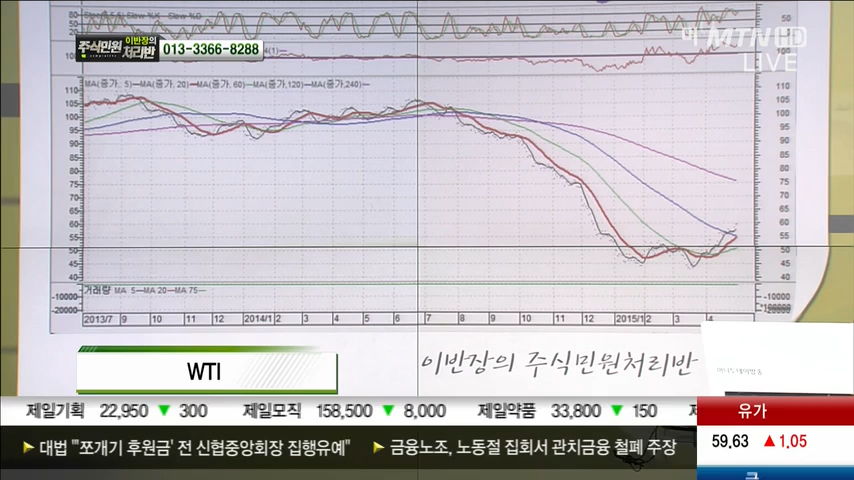 주식민원
이반장의
처리반
013-3366-8288
MTN HD
LIVE
MA(종가, 5)—MA(종가, 20)—MA(종가, 60)—MA(종가,120)—MA(종가,240)—
110
105
100
95
90
85
80
75
70
65
60
55
50
45
40
거래량 MA 5—MA 20—MA 75—
-10000
-20000
2013/7 9 10 11 12 2014/1 2 3 4 5 6 7 8 9 10 11 12 2015/1 2 3 4
WTI
이반장의 주식민원처리반
제일기획 22,950 ▼ 300 제일모직 158,500 ▼ 8,000 제일약품 33,800 ▼ 150
유가
59,63 ▲1,05
▶ 대법 "'쪼개기 후원금' 전 신협중앙회장 집행유예" ▶ 금융노조, 노동절 집회서 관치금융 철폐 주장